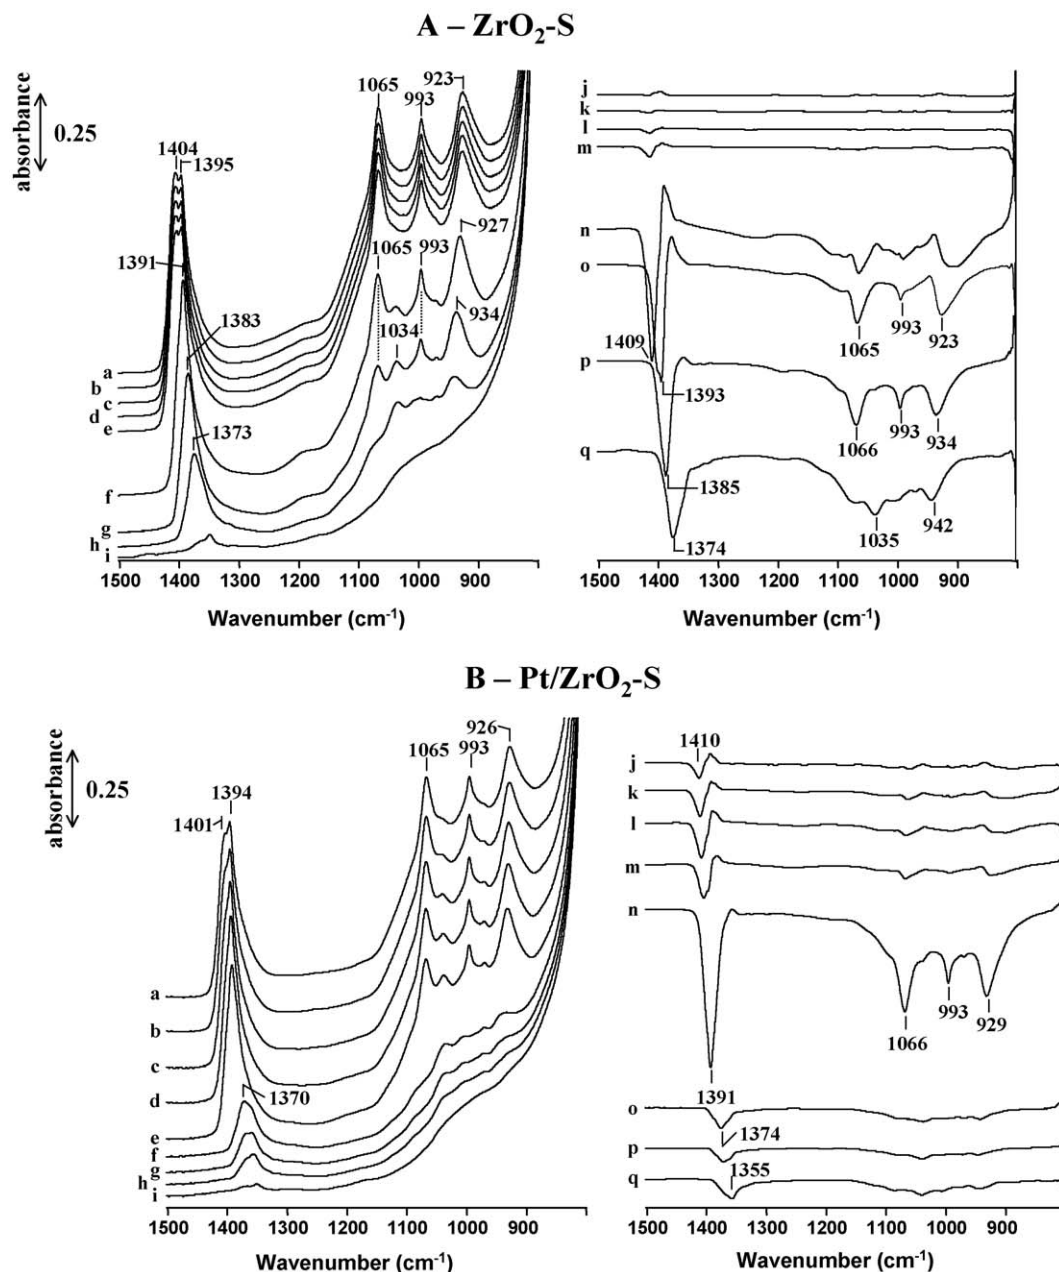 A – ZrO₂-S
absorbance
0.25
1404
1395
1391
1383
1373
1065
993
923
1065
993
927
1034
934
a
b
c
d
e
f
g
h
i
1500 1400 1300 1200 1100 1000 900
Wavenumber (cm⁻¹)
j
k
l
m
n
o
p
q
1409
1393
1385
1374
1065
993
923
1066
993
934
1035
942
1500 1400 1300 1200 1100 1000 900
Wavenumber (cm⁻¹)
B – Pt/ZrO₂-S
absorbance
0.25
1394
1401
1370
1065
993
926
a
b
c
d
e
f
g
h
i
1500 1400 1300 1200 1100 1000 900
Wavenumber (cm⁻¹)
1410
j
k
l
m
n
1066
993
929
1391
o
1374
p
1355
q
1500 1400 1300 1200 1100 1000 900
Wavenumber (cm⁻¹)